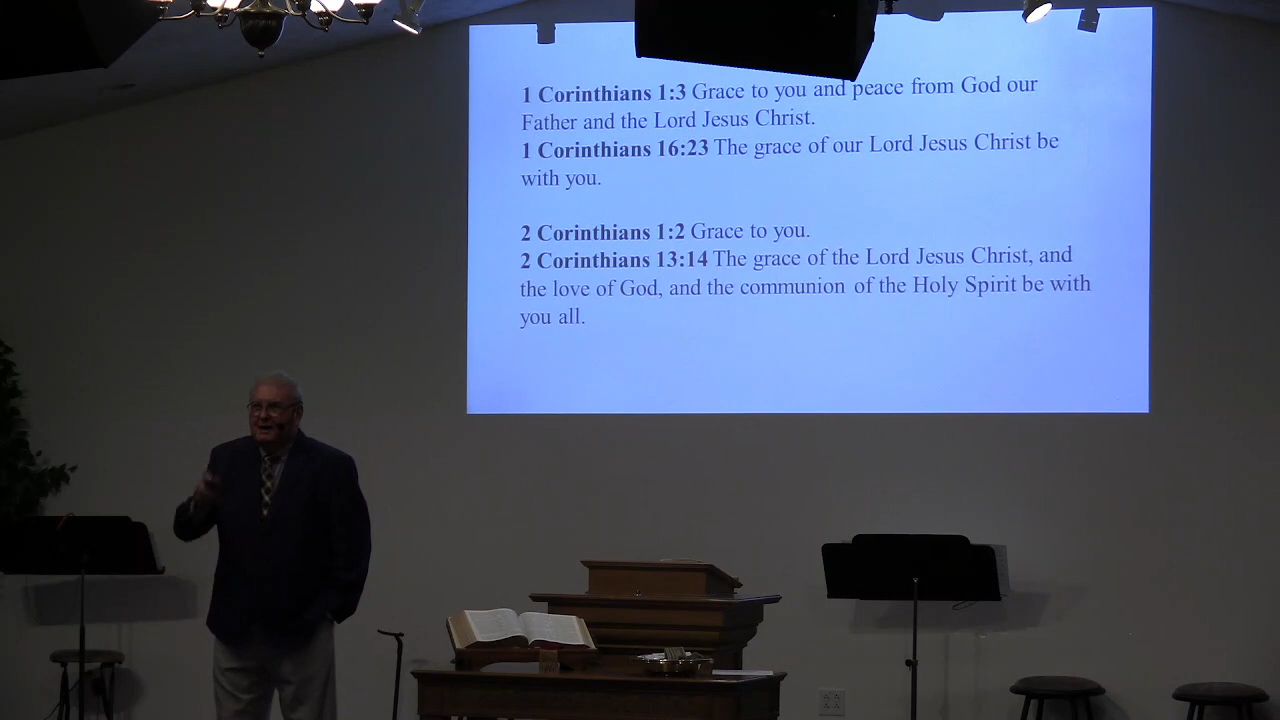 1 Corinthians 1:3 Grace to you and peace from God our
Father and the Lord Jesus Christ.
1 Corinthians 16:23 The grace of our Lord Jesus Christ be
with you.
2 Corinthians 1:2 Grace to you.
2 Corinthians 13:14 The grace of the Lord Jesus Christ, and
the love of God, and the communion of the Holy Spirit be with
you all.